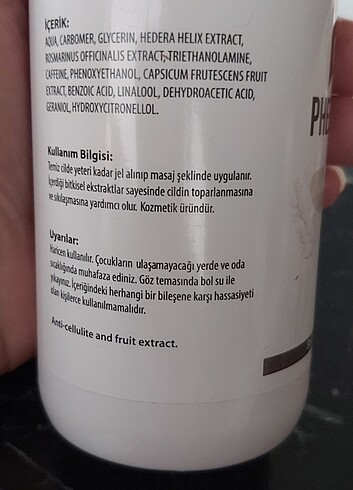 İÇERİK:
AQUA, CARBOMER, GLYCERIN, HEDERA HELIX EXTRACT,
ROSMARINUS OFFICINALIS EXTRACT, TRIETHANOLAMINE,
CAFFEINE, PHENOXYETHANOL, CAPSICUM FRUTESCENS FRUIT
EXTRACT, BENZOIC ACID, LINALOOL, DEHYDROACETIC ACID,
GERANIOL, HYDROXYCITRONELLOL.
Kullanım Bilgisi:
Temiz cilde yeteri kadar jel alınıp masaj şeklinde uygulanır.
İçerdiği bitkisel ekstraktlar sayesinde cildin toparlanmasına
ve sıkılaşmasına yardımcı olur. Kozmetik üründür.
Uyarılar:
Haricen kullanılır. Çocukların ulaşamayacağı yerde ve oda
sıcaklığında muhafaza ediniz. Göz temasında bol su ile
yıkayınız. İçeriğindeki herhangi bir bileşene karşı hassasiyeti
olan kişilerce kullanılmamalıdır.
Anti-cellulite and fruit extract.